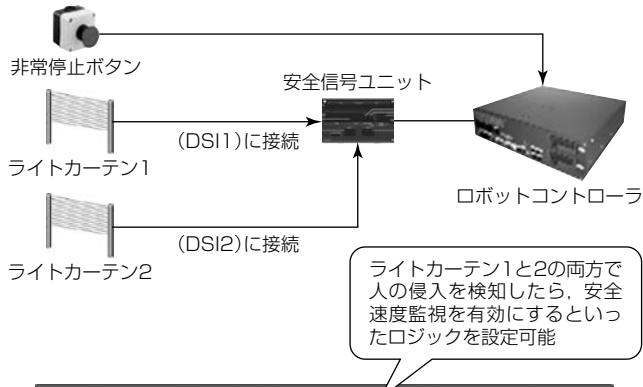 非常停止ボタン
安全信号ユニット
(DSI1)に接続
ライトカーテン1
ロボットコントローラ
(DSI2)に接続
ライトカーテン2
ライトカーテン1と2の両方で
人の侵入を検知したら，安全
速度監視を有効にするといっ
たロジックを設定可能